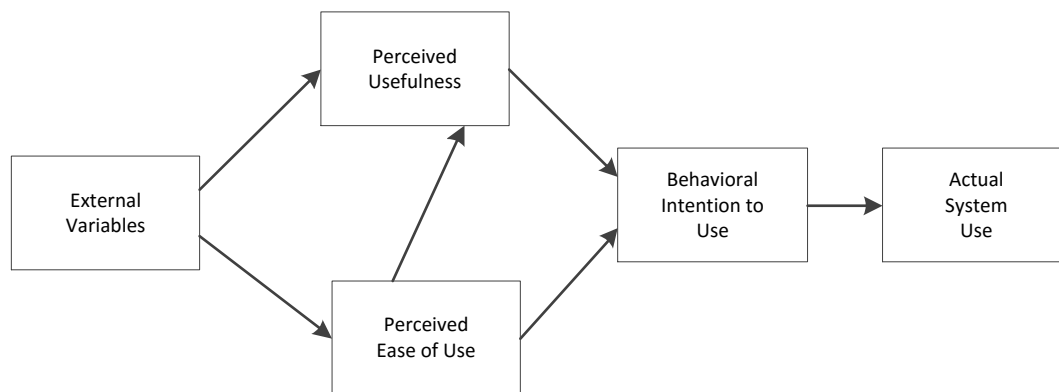 Perceived
Usefulness
External
Variables
Behavioral
Intention to
Use
Actual
System
Use
Perceived
Ease of Use